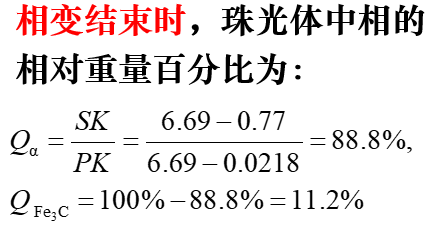 相变结束时，珠光体中相的
相对重量百分比为：
Qα = SK/PK = (6.69－0.77)/(6.69－0.0218) = 88.8%,
Q Fe₃C = 100%－88.8% = 11.2%